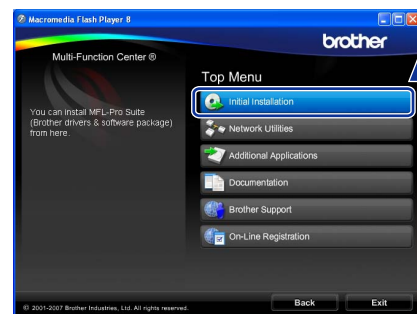 Macromedia Flash Player 8
brother
Multi-Function Center ®
Top Menu
Initial Installation
You can install MFL-Pro Suite
(Brother drivers & software package)
from here.
Network Utilities
Additional Applications
Documentation
Brother Support
On-Line Registration
© 2001-2007 Brother Industries, Ltd. All rights reserved.
Back
Exit